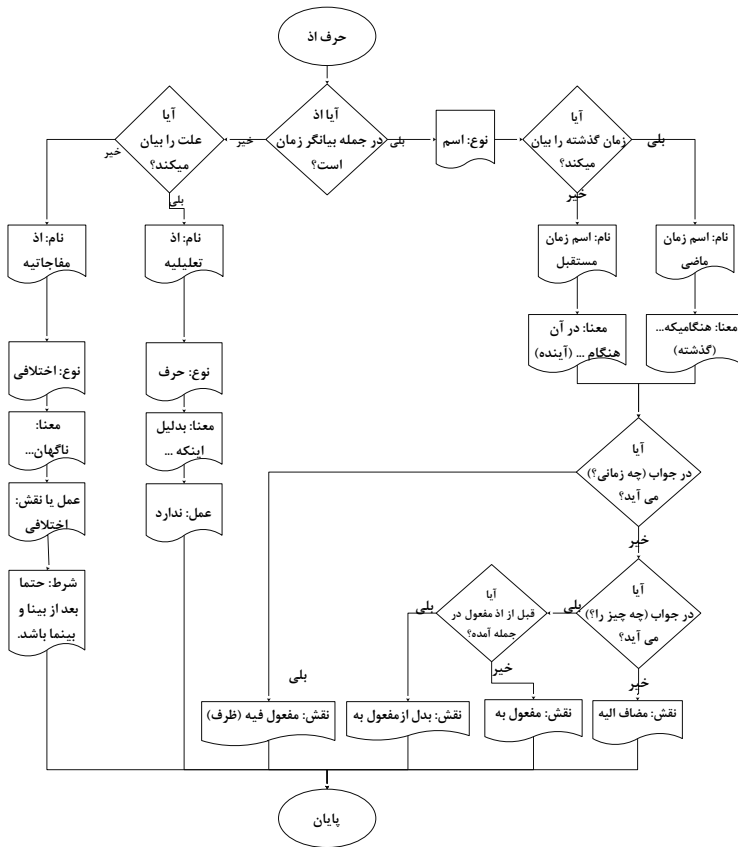 حرف اذ
آیا اذ
در جمله بیانگر زمان
است؟
بلی
خیر
نوع: اسم
آیا
زمان گذشته را بیان
میکند؟
بلی
خیر
آیا
علت را بیان
میکند؟
خیر
بلی
نام: اسم زمان
ماضی
نام: اسم زمان
مستقبل
نام: اذ
تعلیلیه
نام: اذ
مفاجاتیه
معنا: هنگامیکه...
(گذشته)
معنا: در آن
هنگام ... (آینده)
نوع: حرف
نوع: اختلافی
معنا: بدلیل
اینکه ...
معنا:
ناگهان...
آیا
در جواب (چه زمانی؟)
می آید؟
خیر
بلی
عمل: ندارد
عمل یا نقش:
اختلافی
شرط: حتما
بعد از بینا و
بینما باشد.
آیا
در جواب (چه چیز را؟)
می آید؟
بلی
خیر
آیا
قبل از اذ مفعول در
جمله آمده؟
بلی
خیر
نقش: مضاف الیه
نقش: مفعول به
نقش: بدل از مفعول به
نقش: مفعول فیه (ظرف)
پایان